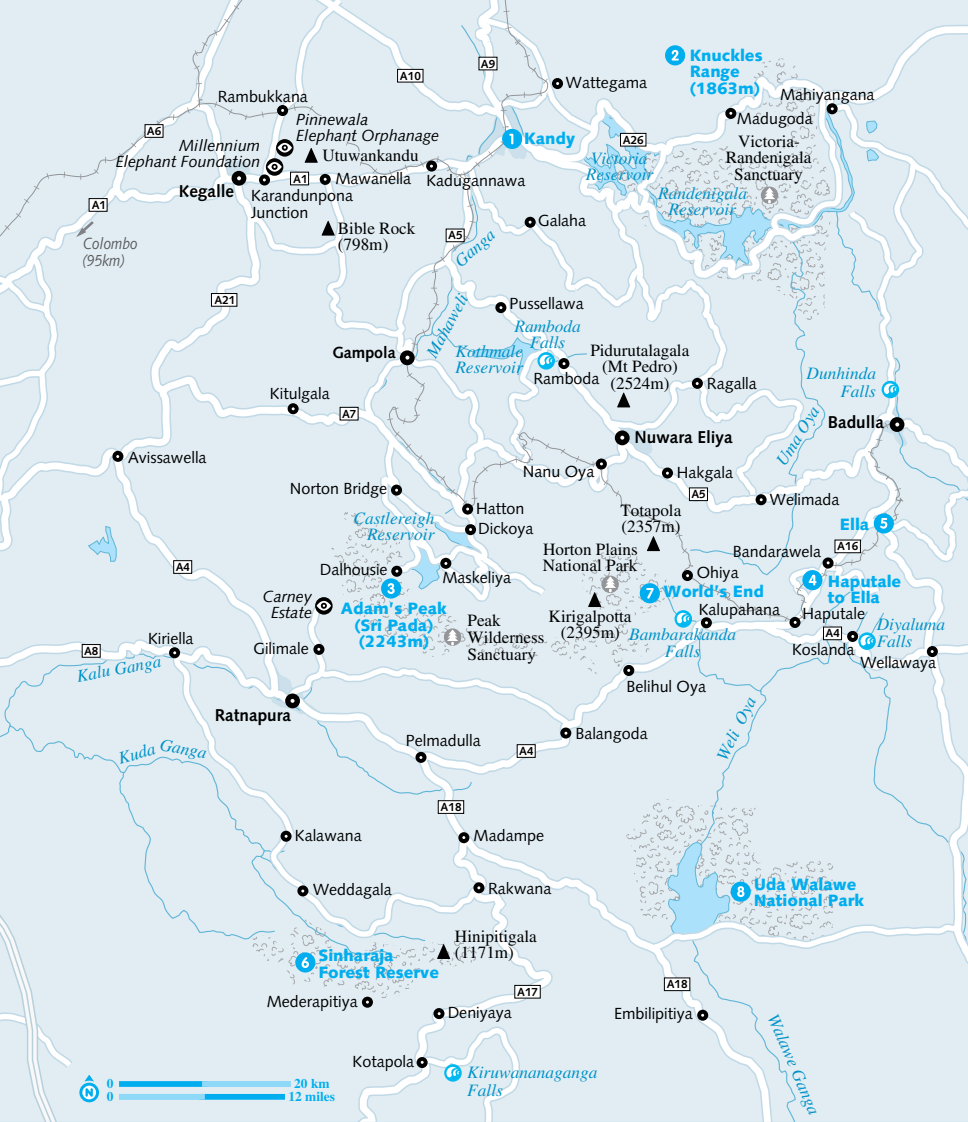 A9
A10
2 Knuckles
Range
(1863m)
Wattegama
Rambukkana
Mahiyangana
Pinnewala
Elephant Orphanage
Madugoda
A6
1 Kandy
A26
Victoria-
Randenigala
Sanctuary
Millennium
Elephant Foundation
Utuwankandu
Victoria
Reservoir
Kegalle
A1
Mawanella
Kadugannawa
Karandunpona
Junction
Randenigala
Reservoir
A1
Colombo
(95km)
Bible Rock
(798m)
Galaha
A5
Ganga
Mahaweli
A21
Pussellawa
Ramboda
Falls
Gampola
Kothmale
Reservoir
Ramboda
Pidurutalagala
(Mt Pedro)
(2524m)
Ragalla
Dunhinda
Falls
Kitulgala
A7
Badulla
Uma Oya
Nuwara Eliya
Avissawella
Nanu Oya
Hakgala
Norton Bridge
A5
Welimada
Hatton
Totapola
(2357m)
Castlereigh
Reservoir
Dickoya
Ella 5
A16
Bandarawela
Horton Plains
National Park
A4
Dalhousie
Maskeliya
Ohiya
3
Adam's Peak
(Sri Pada)
(2243m)
7 World's End
4 Haputale
to Ella
Carney
Estate
Kirigalpotta
(2395m)
Kalupahana
Haputale
Peak
Wilderness
Sanctuary
Bambarakanda
Falls
A4
Diyaluma
Falls
Kiriella
Gilimale
Koslanda
Wellawaya
A8
Kalu Ganga
Belihul Oya
Ratnapura
Weli Oya
Pelmadulla
Balangoda
A4
Kuda Ganga
A18
Kalawana
Madampe
Weddagala
Rakwana
8 Uda Walawe
National Park
Hinipitigala
(1171m)
6 Sinharaja
Forest Reserve
A17
A18
Mederapitiya
Deniyaya
Embilipitiya
Walawe Ganga
Kotapola
Kiruwananaganga
Falls
N
0 20 km
0 12 miles